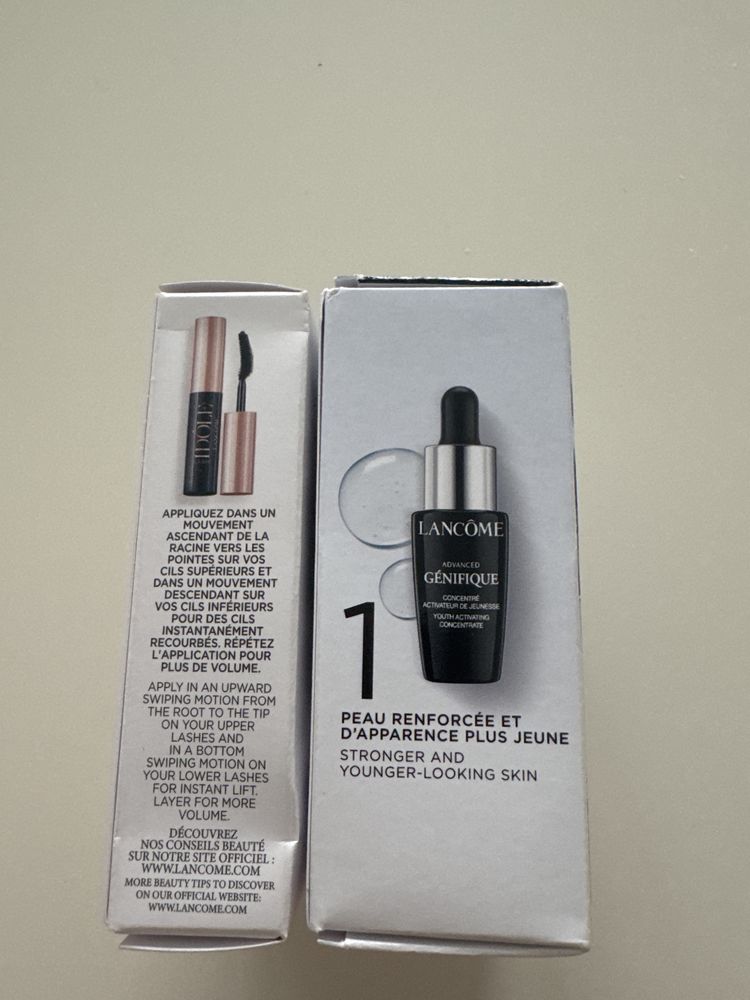 IDÔLE
APPLIQUEZ DANS UN
MOUVEMENT
ASCENDANT DE LA
RACINE VERS LES
POINTES SUR VOS
CILS SUPÉRIEURS ET
DANS UN MOUVEMENT
DESCENDANT SUR
VOS CILS INFÉRIEURS
POUR DES CILS
INSTANTANÉMENT
RECOURBÉS. RÉPÉTEZ
L'APPLICATION POUR
PLUS DE VOLUME.
APPLY IN AN UPWARD
SWIPING MOTION FROM
THE ROOT TO THE TIP
ON YOUR UPPER
LASHES AND
IN A BOTTOM
SWIPING MOTION ON
YOUR LOWER LASHES
FOR INSTANT LIFT.
LAYER FOR MORE
VOLUME.
DÉCOUVREZ
NOS CONSEILS BEAUTÉ
SUR NOTRE SITE OFFICIEL :
WWW.LANCOME.COM
MORE BEAUTY TIPS TO DISCOVER
ON OUR OFFICIAL WEBSITE:
WWW.LANCOME.COM
LANCÔME
ADVANCED
GÉNIFIQUE
CONCENTRÉ
ACTIVATEUR DE JEUNESSE
YOUTH ACTIVATING
CONCENTRATE
1
PEAU RENFORCÉE ET
D'APPARENCE PLUS JEUNE
STRONGER AND
YOUNGER-LOOKING SKIN